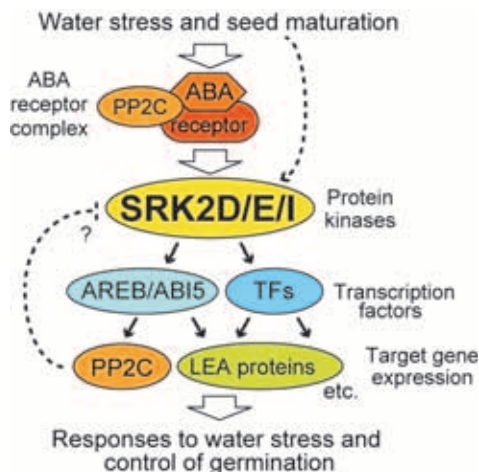 Water stress and seed maturation
ABA
receptor
complex
PP2C
ABA
receptor
SRK2D/E/I
Protein
kinases
?
AREB/ABI5
TFs
Transcription
factors
PP2C
LEA proteins
etc.
Target gene
expression
Responses to water stress and
control of germination